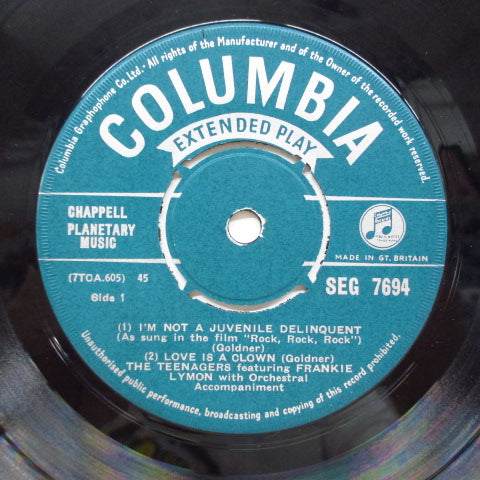 Columbia Graphophone Co. Ltd. · All rights of the Manufacturer and of the Owner of the recorded work reserved.
COLUMBIA
EXTENDED PLAY
CHAPPELL
PLANETARY
MUSIC
MADE IN GT. BRITAIN
(7TCA.605) 45
SEG 7694
Side 1
(1) I'M NOT A JUVENILE DELINQUENT
(As sung in the film "Rock, Rock, Rock")
(Goldner)
(2) LOVE IS A CLOWN (Goldner)
THE TEENAGERS featuring FRANKIE
LYMON with Orchestral
Accompaniment
Unauthorised public performance, broadcasting and copying of this record prohibited.